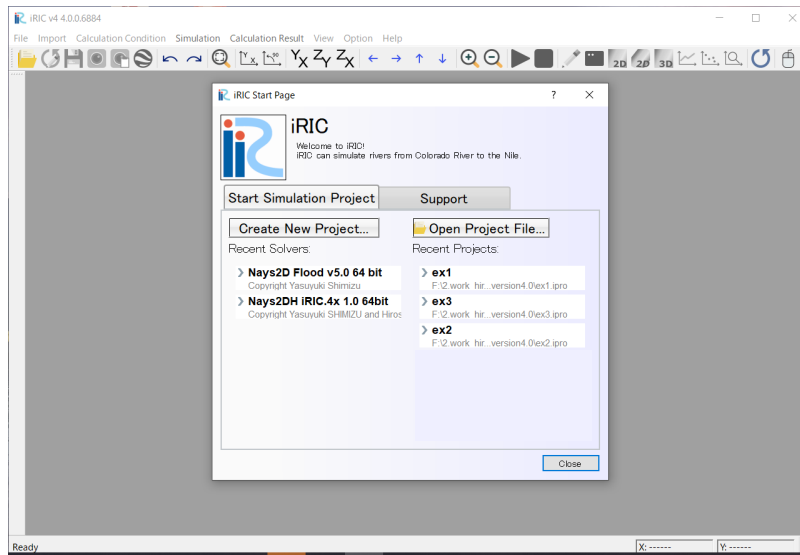 iRIC v4 4.0.0.6884
File Import Calculation Condition Simulation Calculation Result View Option Help
2D 2D 3D
iRIC Start Page
iRIC
Welcome to iRIC!
iRIC can simulate rivers from Colorado River to the Nile.
Start Simulation Project Support
Create New Project... Open Project File...
Recent Solvers: Recent Projects:
Nays2D Flood v5.0 64 bit
Copyright Yasuyuki Shimizu
Nays2DH iRIC.4x 1.0 64bit
Copyright Yasuyuki SHIMIZU and Hiros
ex1
F:\2.work_hir...version4.0\ex1.ipro
ex3
F:\2.work_hir...version4.0\ex3.ipro
ex2
F:\2.work_hir...version4.0\ex2.ipro
Close
Ready X: ------ Y: ------